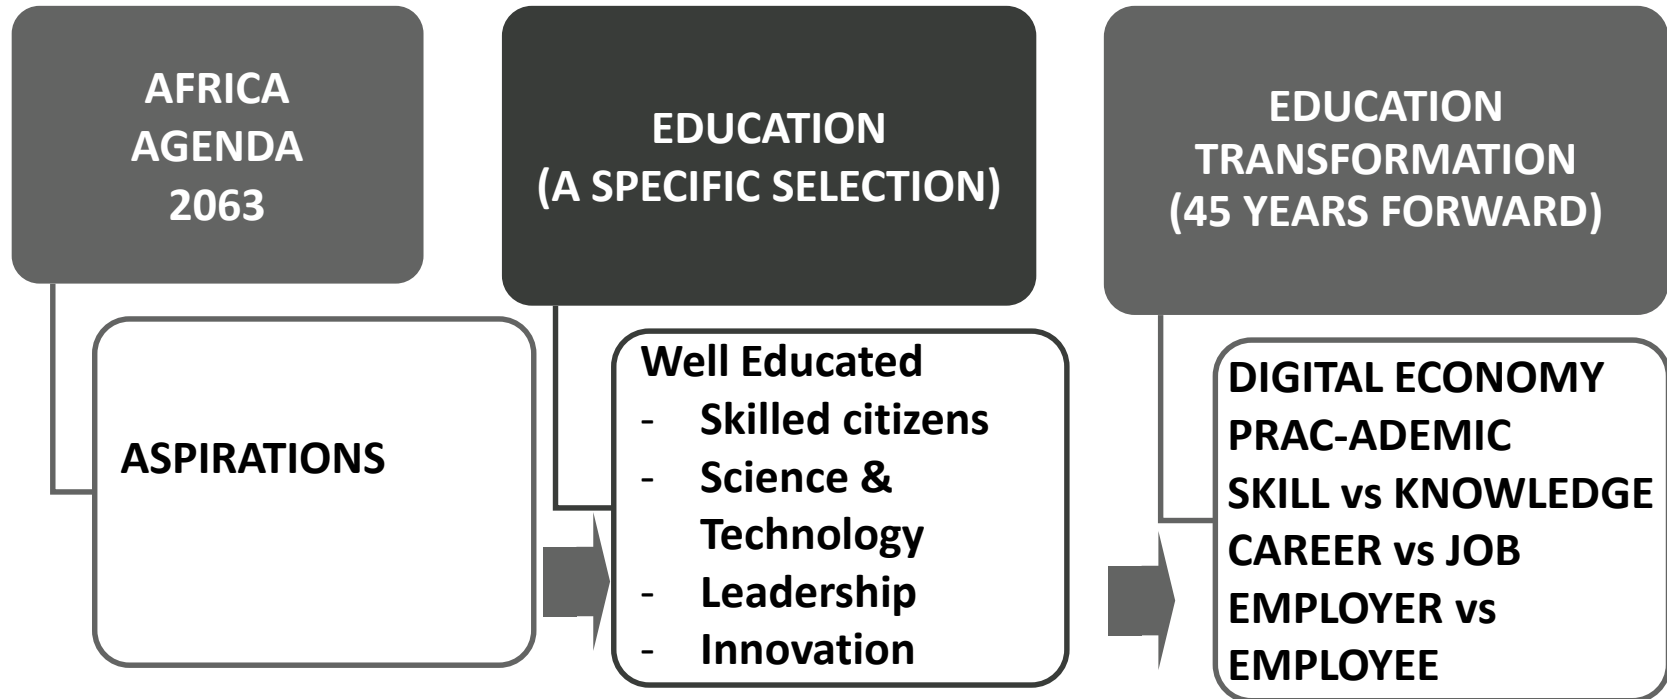 AFRICA
AGENDA
2063
ASPIRATIONS
EDUCATION
(A SPECIFIC SELECTION)
Well Educated
- Skilled citizens
- Science &
Technology
- Leadership
- Innovation
EDUCATION
TRANSFORMATION
(45 YEARS FORWARD)
DIGITAL ECONOMY
PRAC-ADEMIC
SKILL vs KNOWLEDGE
CAREER vs JOB
EMPLOYER vs
EMPLOYEE